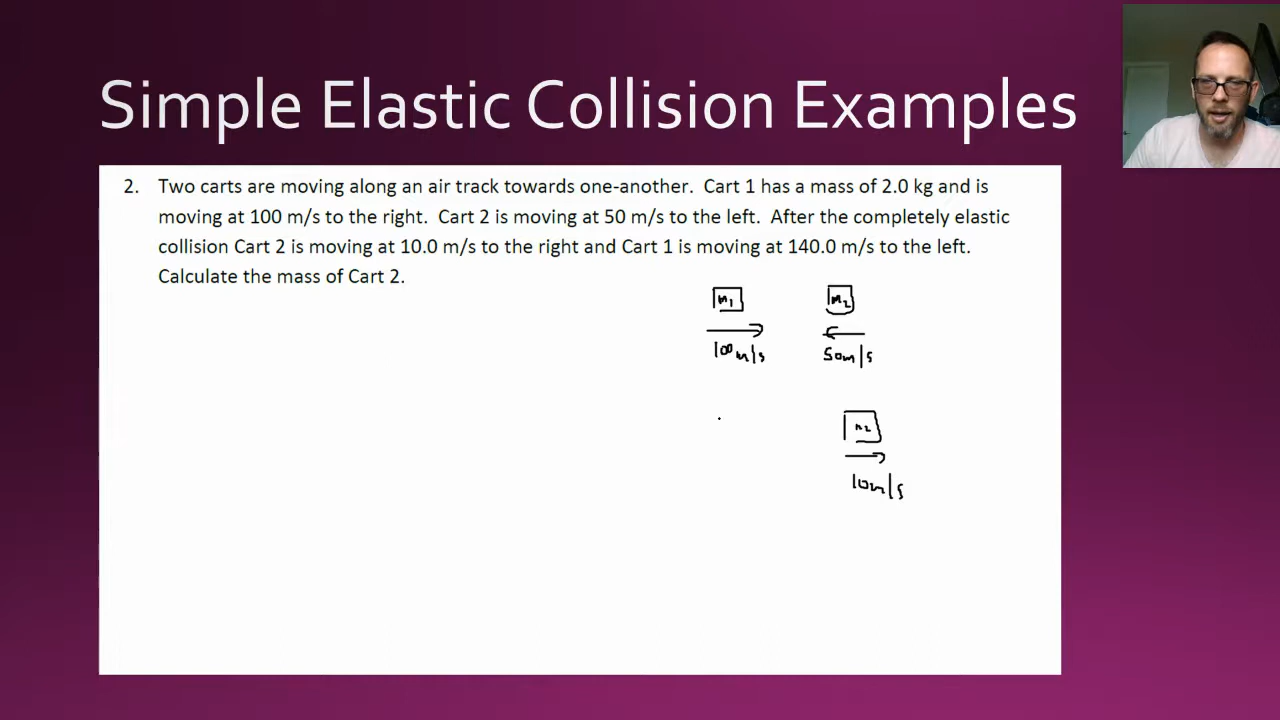 Simple Elastic Collision Examples
2. Two carts are moving along an air track towards one-another. Cart 1 has a mass of 2.0 kg and is
moving at 100 m/s to the right. Cart 2 is moving at 50 m/s to the left. After the completely elastic
collision Cart 2 is moving at 10.0 m/s to the right and Cart 1 is moving at 140.0 m/s to the left.
Calculate the mass of Cart 2.
m1 m2
100m/s 50m/s
m2
10m/s